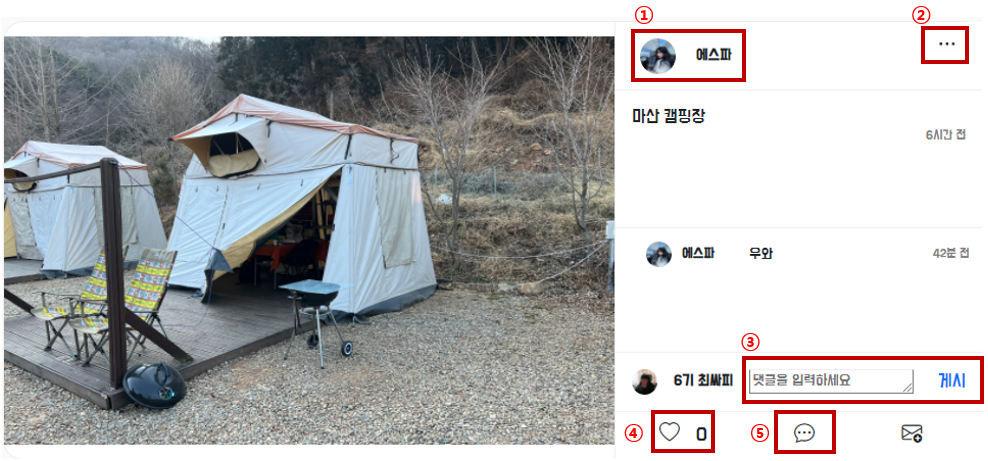 ①
②
에스파
...
마산 캠핑장
6시간 전
에스파 우와 42분 전
③
6기 최싸피 댓글을 입력하세요 게시
④ 0 ⑤